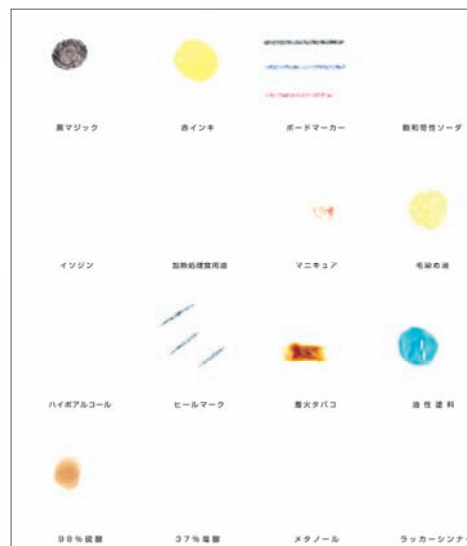 黒マジック 赤インキ ボードマーカー 飽和苛性ソーダ
イソジン 加熱処理食用油 マニキュア 毛染め液
ハイポアルコール ヒールマーク 着火タバコ 油性塗料
98%硫酸 37%塩酸 メタノール ラッカーシンナー